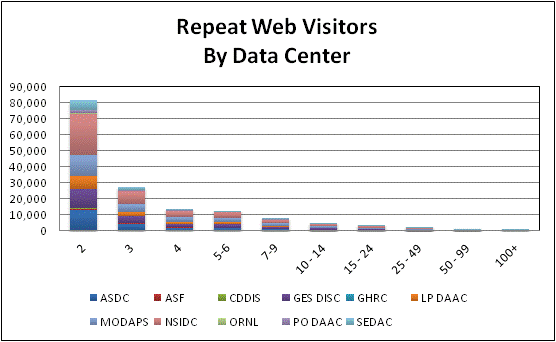 Repeat Web Visitors
By Data Center
90,000
80,000
70,000
60,000
50,000
40,000
30,000
20,000
10,000
0
2
3
4
5-6
7-9
10 - 14
15 - 24
25 - 49
50 - 99
100+
ASDC ASF CDDIS GES DISC GHRC LP DAAC
MODAPS NSIDC ORNL PO DAAC SEDAC